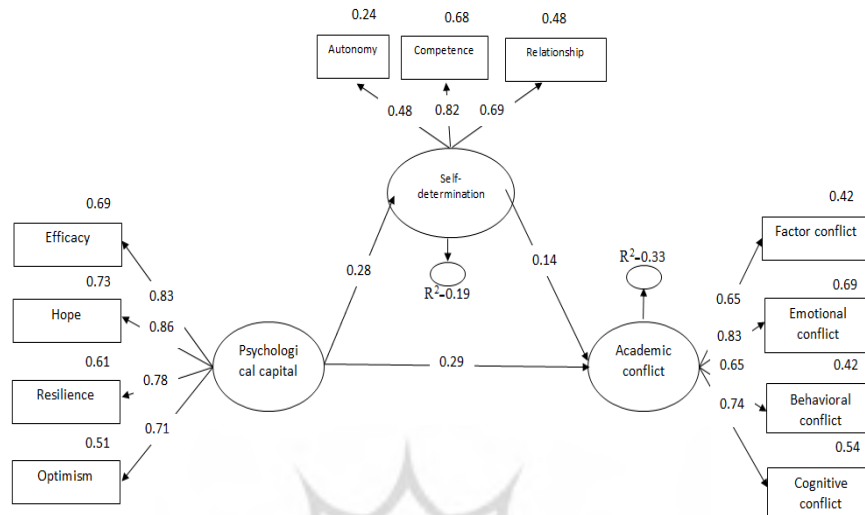 0.24 0.68 0.48
Autonomy Competence Relationship
0.48 0.82 0.69
Self-
determination
0.69 0.42
Efficacy Factor conflict
0.28 R²-0.19 0.14 R²-0.33
0.73 0.83 0.65 0.69
Hope Emotional
conflict
0.86 0.83
Psychologi
cal capital
0.29
Academic
conflict
0.61 0.65 0.42
Resilience 0.78 Behavioral
conflict
0.51 0.71 0.74 0.54
Optimism Cognitive
conflict